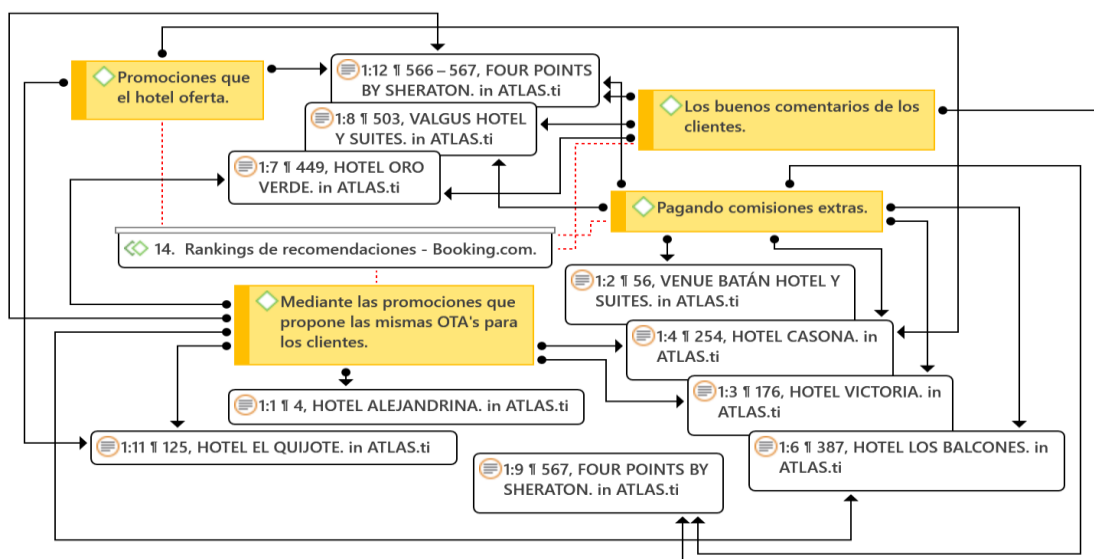 Promociones que
el hotel oferta.
1:12 ¶ 566 – 567, FOUR POINTS
BY SHERATON. in ATLAS.ti
Los buenos comentarios de los
clientes.
1:8 ¶ 503, VALGUS HOTEL
Y SUITES. in ATLAS.ti
1:7 ¶ 449, HOTEL ORO
VERDE. in ATLAS.ti
Pagando comisiones extras.
14. Rankings de recomendaciones - Booking.com.
1:2 ¶ 56, VENUE BATÁN HOTEL Y
SUITES. in ATLAS.ti
Mediante las promociones que
propone las mismas OTA's para
los clientes.
1:4 ¶ 254, HOTEL CASONA. in
ATLAS.ti
1:3 ¶ 176, HOTEL VICTORIA. in
ATLAS.ti
1:1 ¶ 4, HOTEL ALEJANDRINA. in ATLAS.ti
1:11 ¶ 125, HOTEL EL QUIJOTE. in ATLAS.ti
1:6 ¶ 387, HOTEL LOS BALCONES. in
ATLAS.ti
1:9 ¶ 567, FOUR POINTS BY
SHERATON. in ATLAS.ti